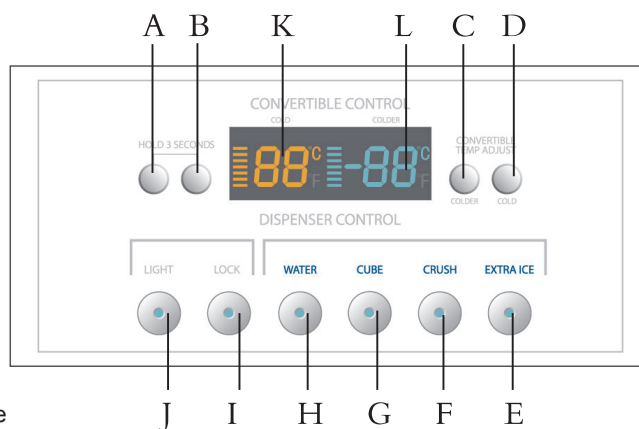 A B K L C D
CONVERTIBLE CONTROL
COLD COLDER
HOLD 3 SECONDS
88°C °F -88°C °F
CONVERTIBLE
TEMP ADJUST
COLDER COLD
DISPENSER CONTROL
LIGHT LOCK WATER CUBE CRUSH EXTRA ICE
e J I H G F E